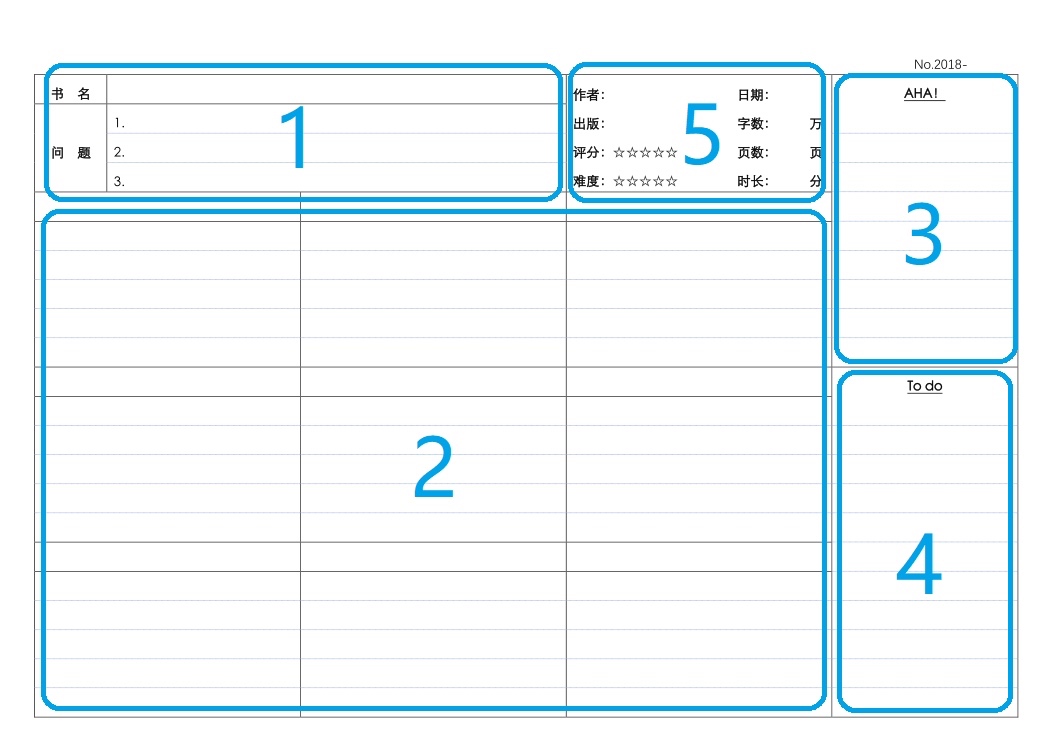 No.2018-
书 名
问 题
1.
2.
3.
1
作者：
日期：
出版：
字数： 万
评分：☆☆☆☆☆
页数： 页
难度：☆☆☆☆☆
时长： 分
5
AHA!
3
2
To do
4